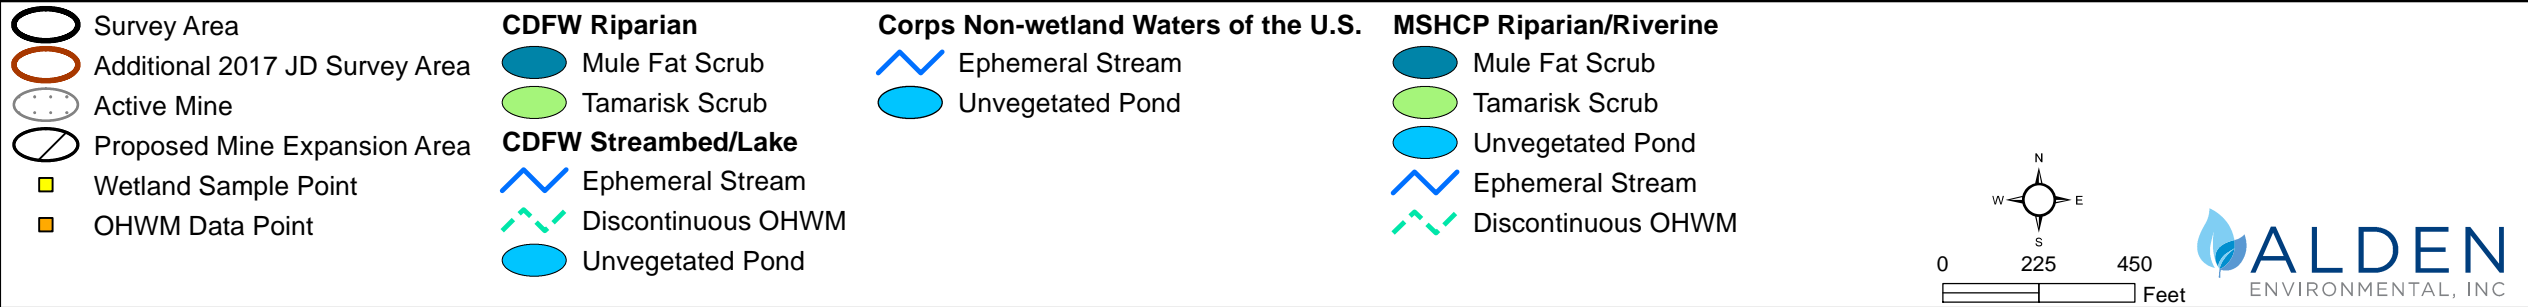 Survey Area
Additional 2017 JD Survey Area
Active Mine
Proposed Mine Expansion Area
Wetland Sample Point
OHWM Data Point
CDFW Riparian
Mule Fat Scrub
Tamarisk Scrub
CDFW Streambed/Lake
Ephemeral Stream
Discontinuous OHWM
Unvegetated Pond
Corps Non-wetland Waters of the U.S.
Ephemeral Stream
Unvegetated Pond
MSHCP Riparian/Riverine
Mule Fat Scrub
Tamarisk Scrub
Unvegetated Pond
Ephemeral Stream
Discontinuous OHWM
N
W E
S
0 225 450
Feet
ALDEN
ENVIRONMENTAL, INC